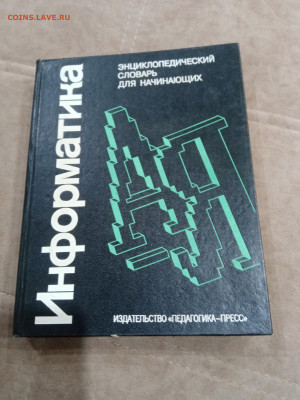 COINS.LAVE.RU
Информатика
ЭНЦИКЛОПЕДИЧЕСКИЙ
СЛОВАРЬ
ДЛЯ НАЧИНАЮЩИХ
ИЗДАТЕЛЬСТВО «ПЕДАГОГИКА–ПРЕСС»